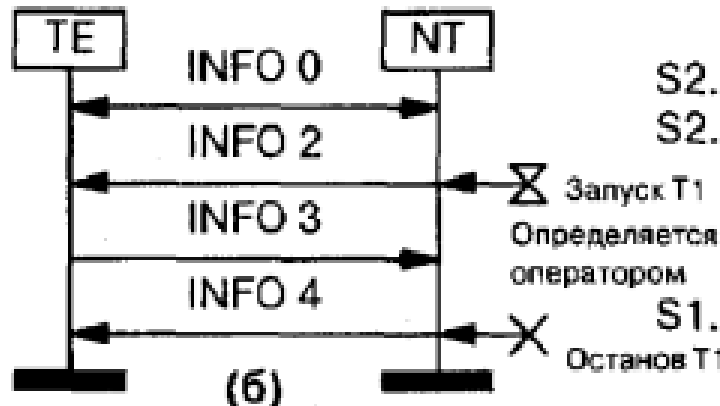 TE NT
INFO 0
S2.
INFO 2
S2.
Запуск Т1
INFO 3
Определяется
оператором
INFO 4
S1.
Останов Т1
(б)